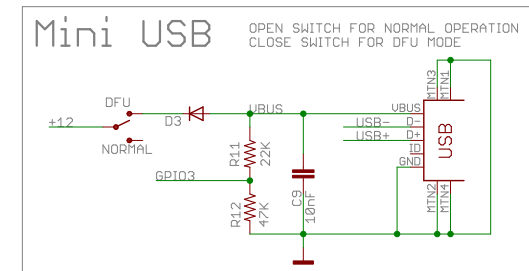 Mini USB
OPEN SWITCH FOR NORMAL OPERATION
CLOSE SWITCH FOR DFU MODE
MTN3
MTN1
DFU
+12
D3
VBUS
VBUS
USB-
D-
USB+
D+
ID
GND
USB
NORMAL
R11
22K
GPIO3
R12
47K
C9
10nF
MTN2
MTN4